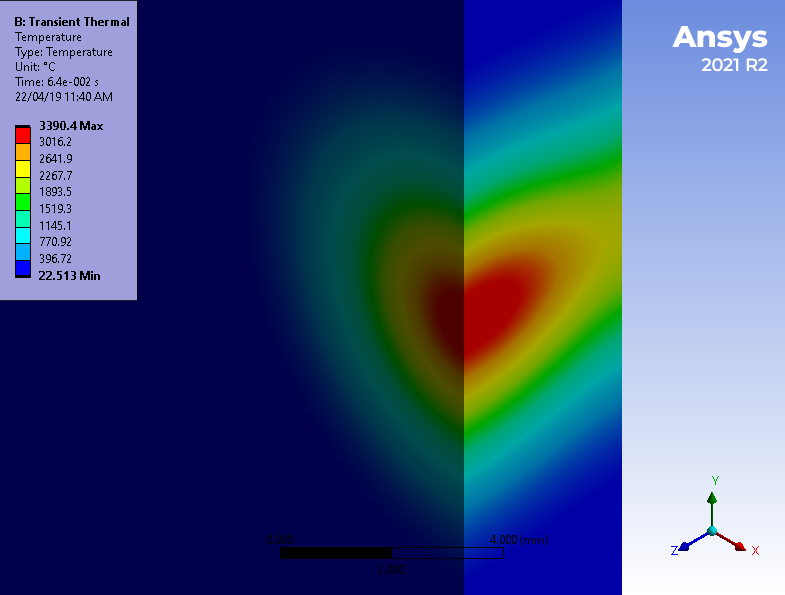 B: Transient Thermal
Temperature
Type: Temperature
Unit: °C
Time: 6.4e-002 s
22/04/19 11:40 AM
3390.4 Max
3016.2
2641.9
2267.7
1893.5
1519.3
1145.1
770.92
396.72
22.513 Min
Ansys
2021 R2
0.000
4.000 (mm)
2.000
Y
Z
X